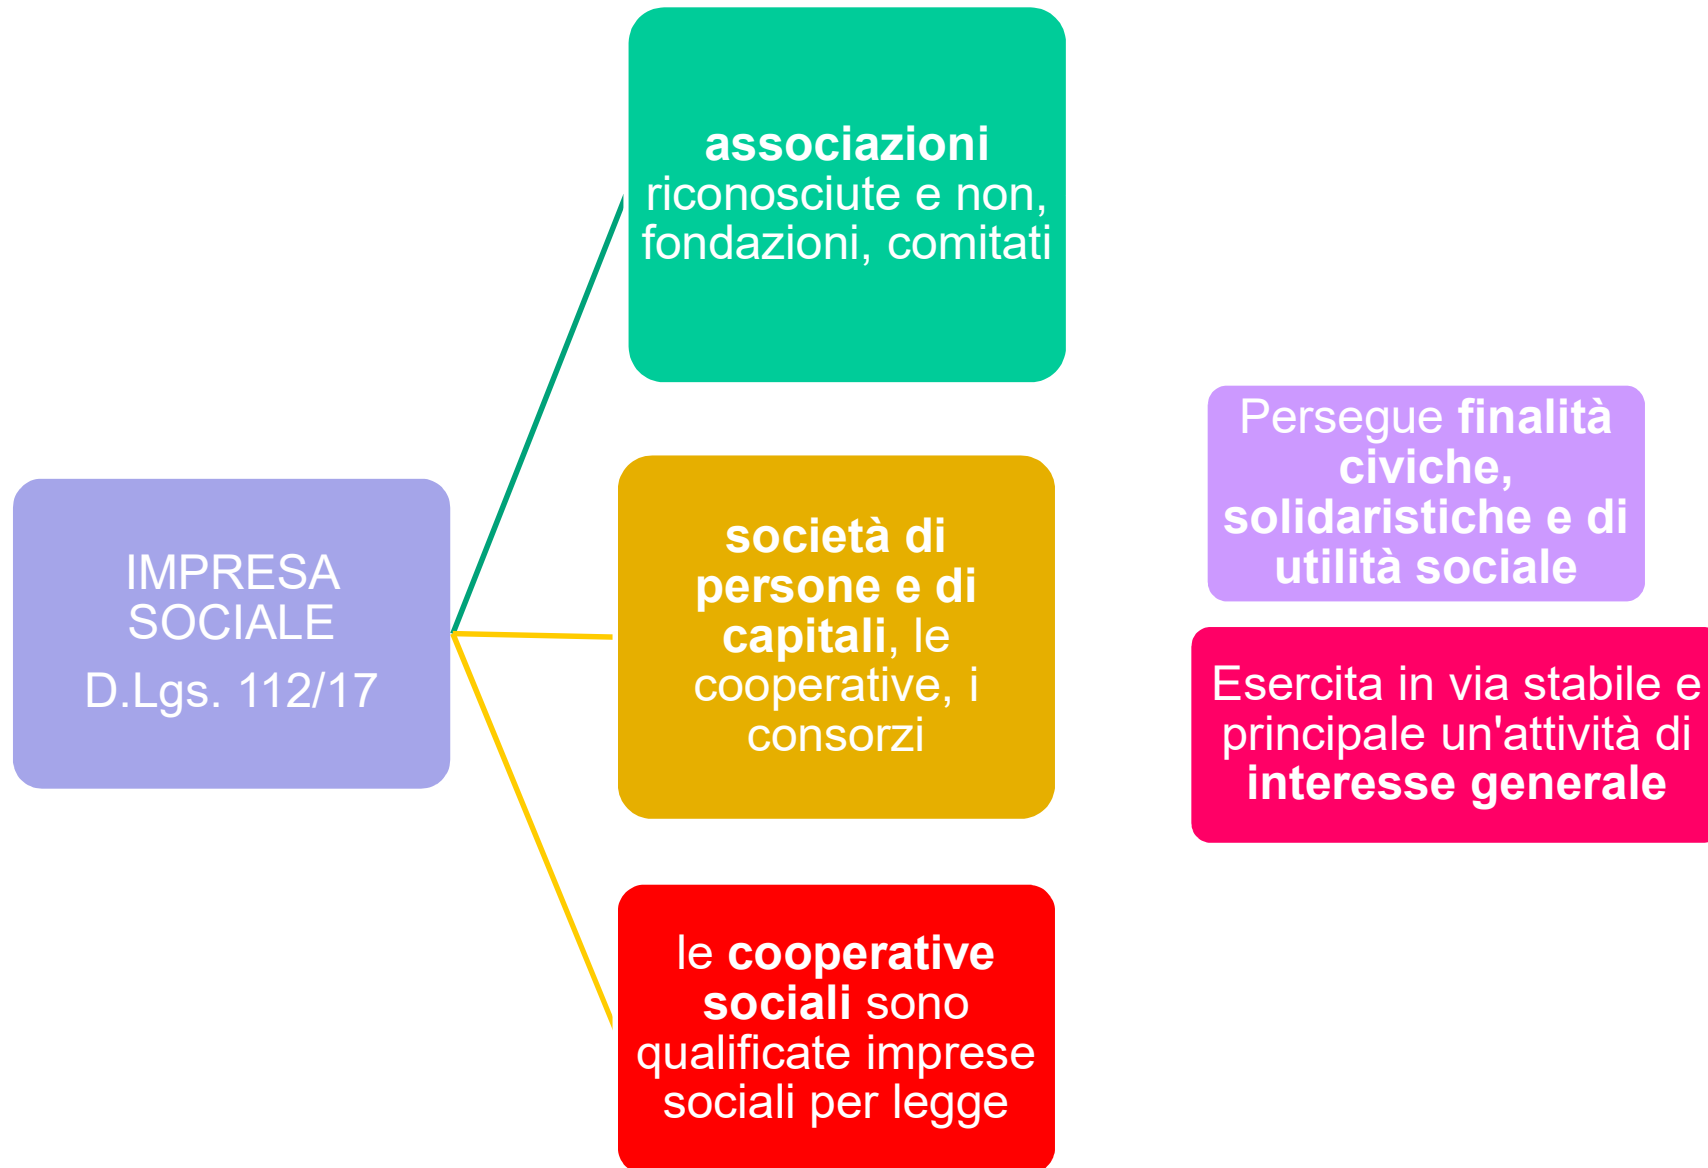 IMPRESA
SOCIALE
D.Lgs. 112/17
associazioni
riconosciute e non,
fondazioni, comitati
società di
persone e di
capitali, le
cooperative, i
consorzi
le cooperative
sociali sono
qualificate imprese
sociali per legge
Persegue finalità
civiche,
solidaristiche e di
utilità sociale
Esercita in via stabile e
principale un'attività di
interesse generale